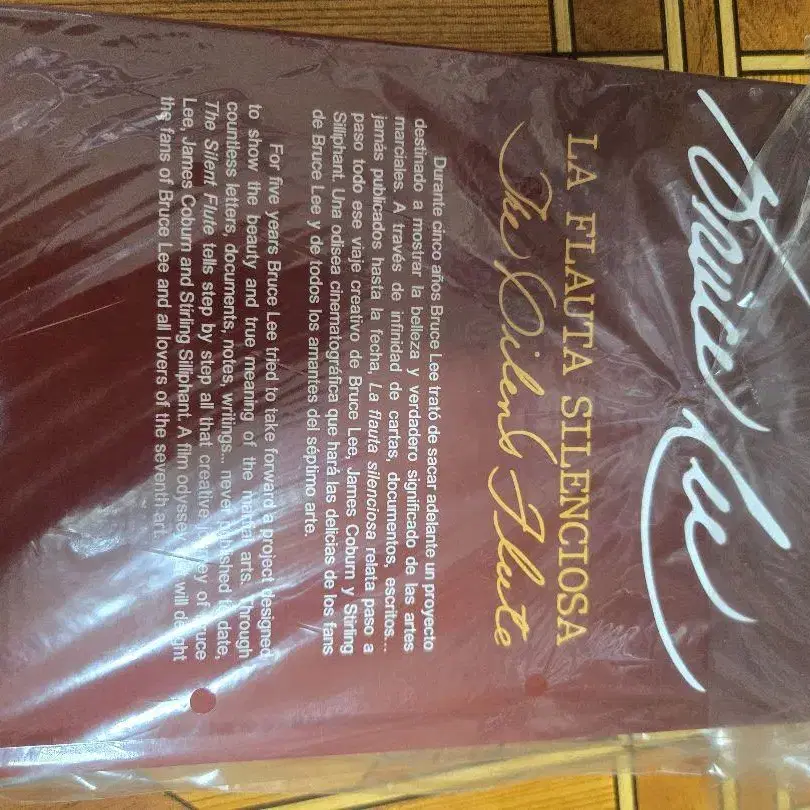 Bruce Lee
LA FLAUTA SILENCIOSA
The Silent Flute
Durante cinco años Bruce Lee trató de sacar adelante un proyecto
destinado a mostrar la belleza y verdadero significado de las artes
marciales. A través de infinidad de cartas, documentos, escritos...
jamás publicados hasta la fecha, La flauta silenciosa relata paso a
paso todo ese viaje creativo de Bruce Lee, James Coburn y Stirling
Silliphant. Una odisea cinematográfica que hará las delicias de los fans
de Bruce Lee y de todos los amantes del séptimo arte.
For five years Bruce Lee tried to take forward a project designed
to show the beauty and true meaning of the martial arts. Through
countless letters, documents, notes, writings... never published to date,
The Silent Flute tells step by step all that creative journey of Bruce
Lee, James Coburn and Stirling Silliphant. A film odyssey will delight
the fans of Bruce Lee and all lovers of the seventh art.